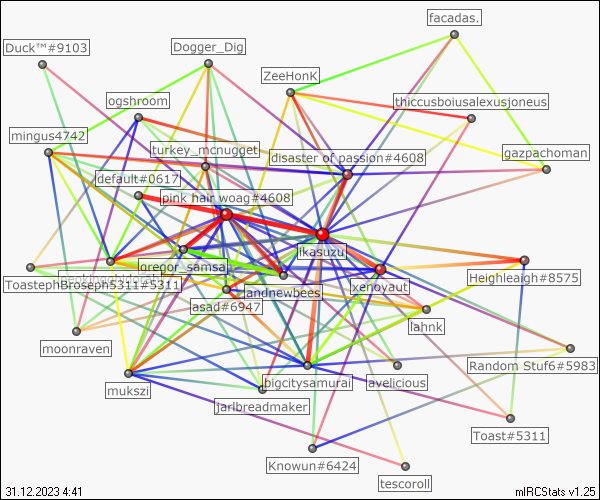 facadas.
Duck™#9103
Dogger_Dig
ZeeHonK
ogshroom
thiccusboiusalexusjoneus
mingus4742
turkey_mcnugget
disaster of passion#4608
gazpachoman
default#0617
pink hair woag#4608
ilkasuzu
gregor_samsa
ToastephBroseph5311#5311
xenoyaut
Heighleaigh#8575
jandnewbees
asad#6947
lahnk
moonraven
Random Stuf6#5983
mukszi
bigcitysamurai
avelicious
jarlbreadmaker
Toast#5311
Knowun#6424
tescoroll
31.12.2023 4:41
mIRCStats v1.25